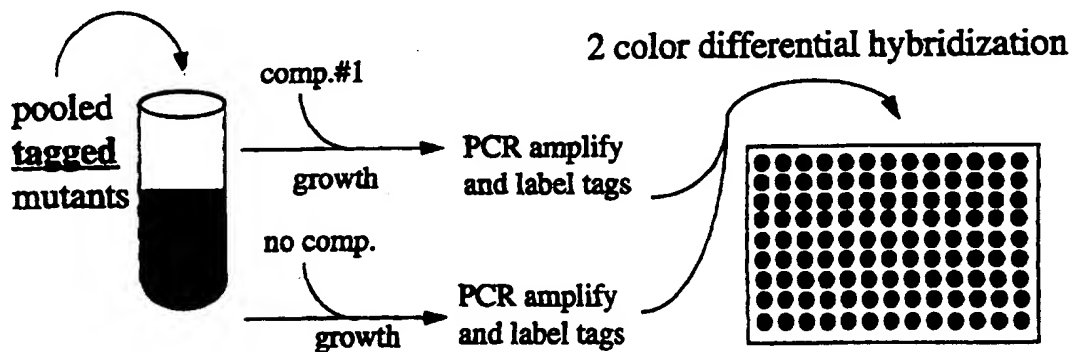 2 color differential hybridization
pooled
tagged
mutants
comp.#1
growth
PCR amplify
and label tags
no comp.
growth
PCR amplify
and label tags